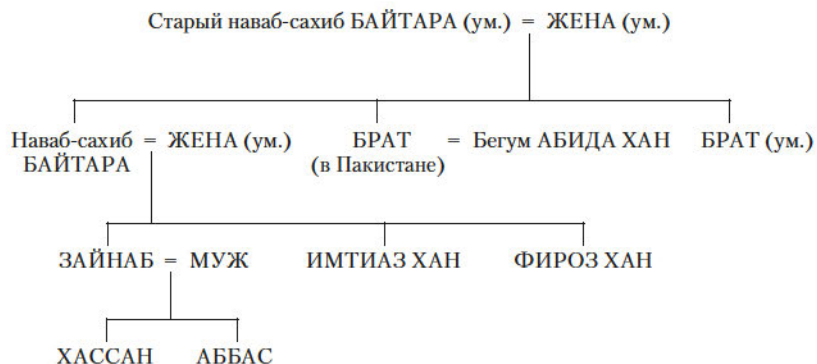 Старый наваб-сахиб БАЙТАРА (ум.) = ЖЕНА (ум.)
Наваб-сахиб = ЖЕНА (ум.) БРАТ = Бегум АБИДА ХАН БРАТ (ум.)
БАЙТАРА (в Пакистане)
ЗАЙНАБ = МУЖ ИМТИАЗ ХАН ФИРОЗ ХАН
ХАССАН АББАС